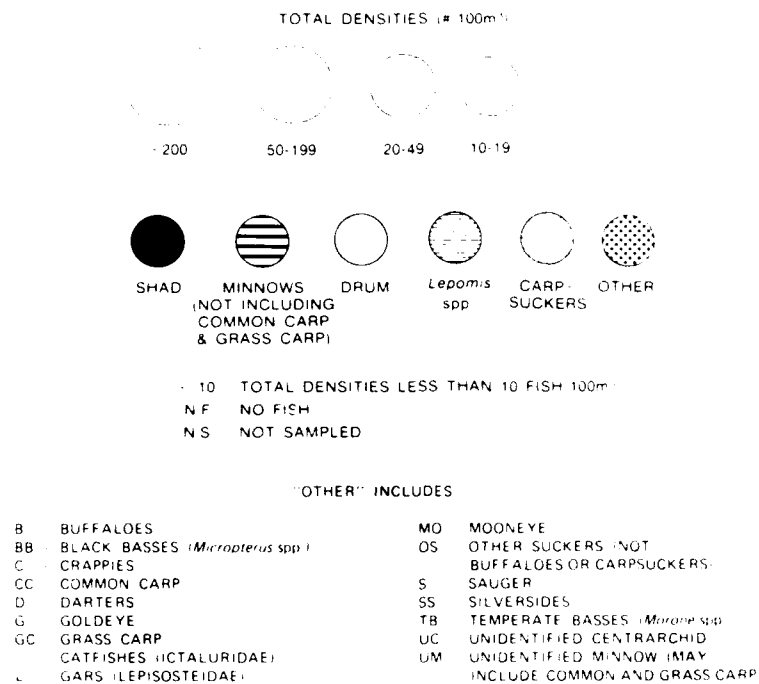 TOTAL DENSITIES (# 100m³)
200 50-199 20-49 10-19
SHAD MINNOWS DRUM Lepomis CARP- OTHER
(NOT INCLUDING spp SUCKERS
COMMON CARP
& GRASS CARP)
10 TOTAL DENSITIES LESS THAN 10 FISH 100m
N F NO FISH
N S NOT SAMPLED
"OTHER" INCLUDES
B BUFFALOES
BB BLACK BASSES (Micropterus spp)
C CRAPPIES
CC COMMON CARP
D DARTERS
G GOLDEYE
GC GRASS CARP
CATFISHES (ICTALURIDAE)
GARS (LEPISOSTEIDAE)
MO MOONEYE
OS OTHER SUCKERS (NOT
BUFFALOES OR CARPSUCKERS)
S SAUGER
SS SILVERSIDES
TB TEMPERATE BASSES (Morone spp)
UC UNIDENTIFIED CENTRARCHID
UM UNIDENTIFIED MINNOW (MAY
INCLUDE COMMON AND GRASS CARP